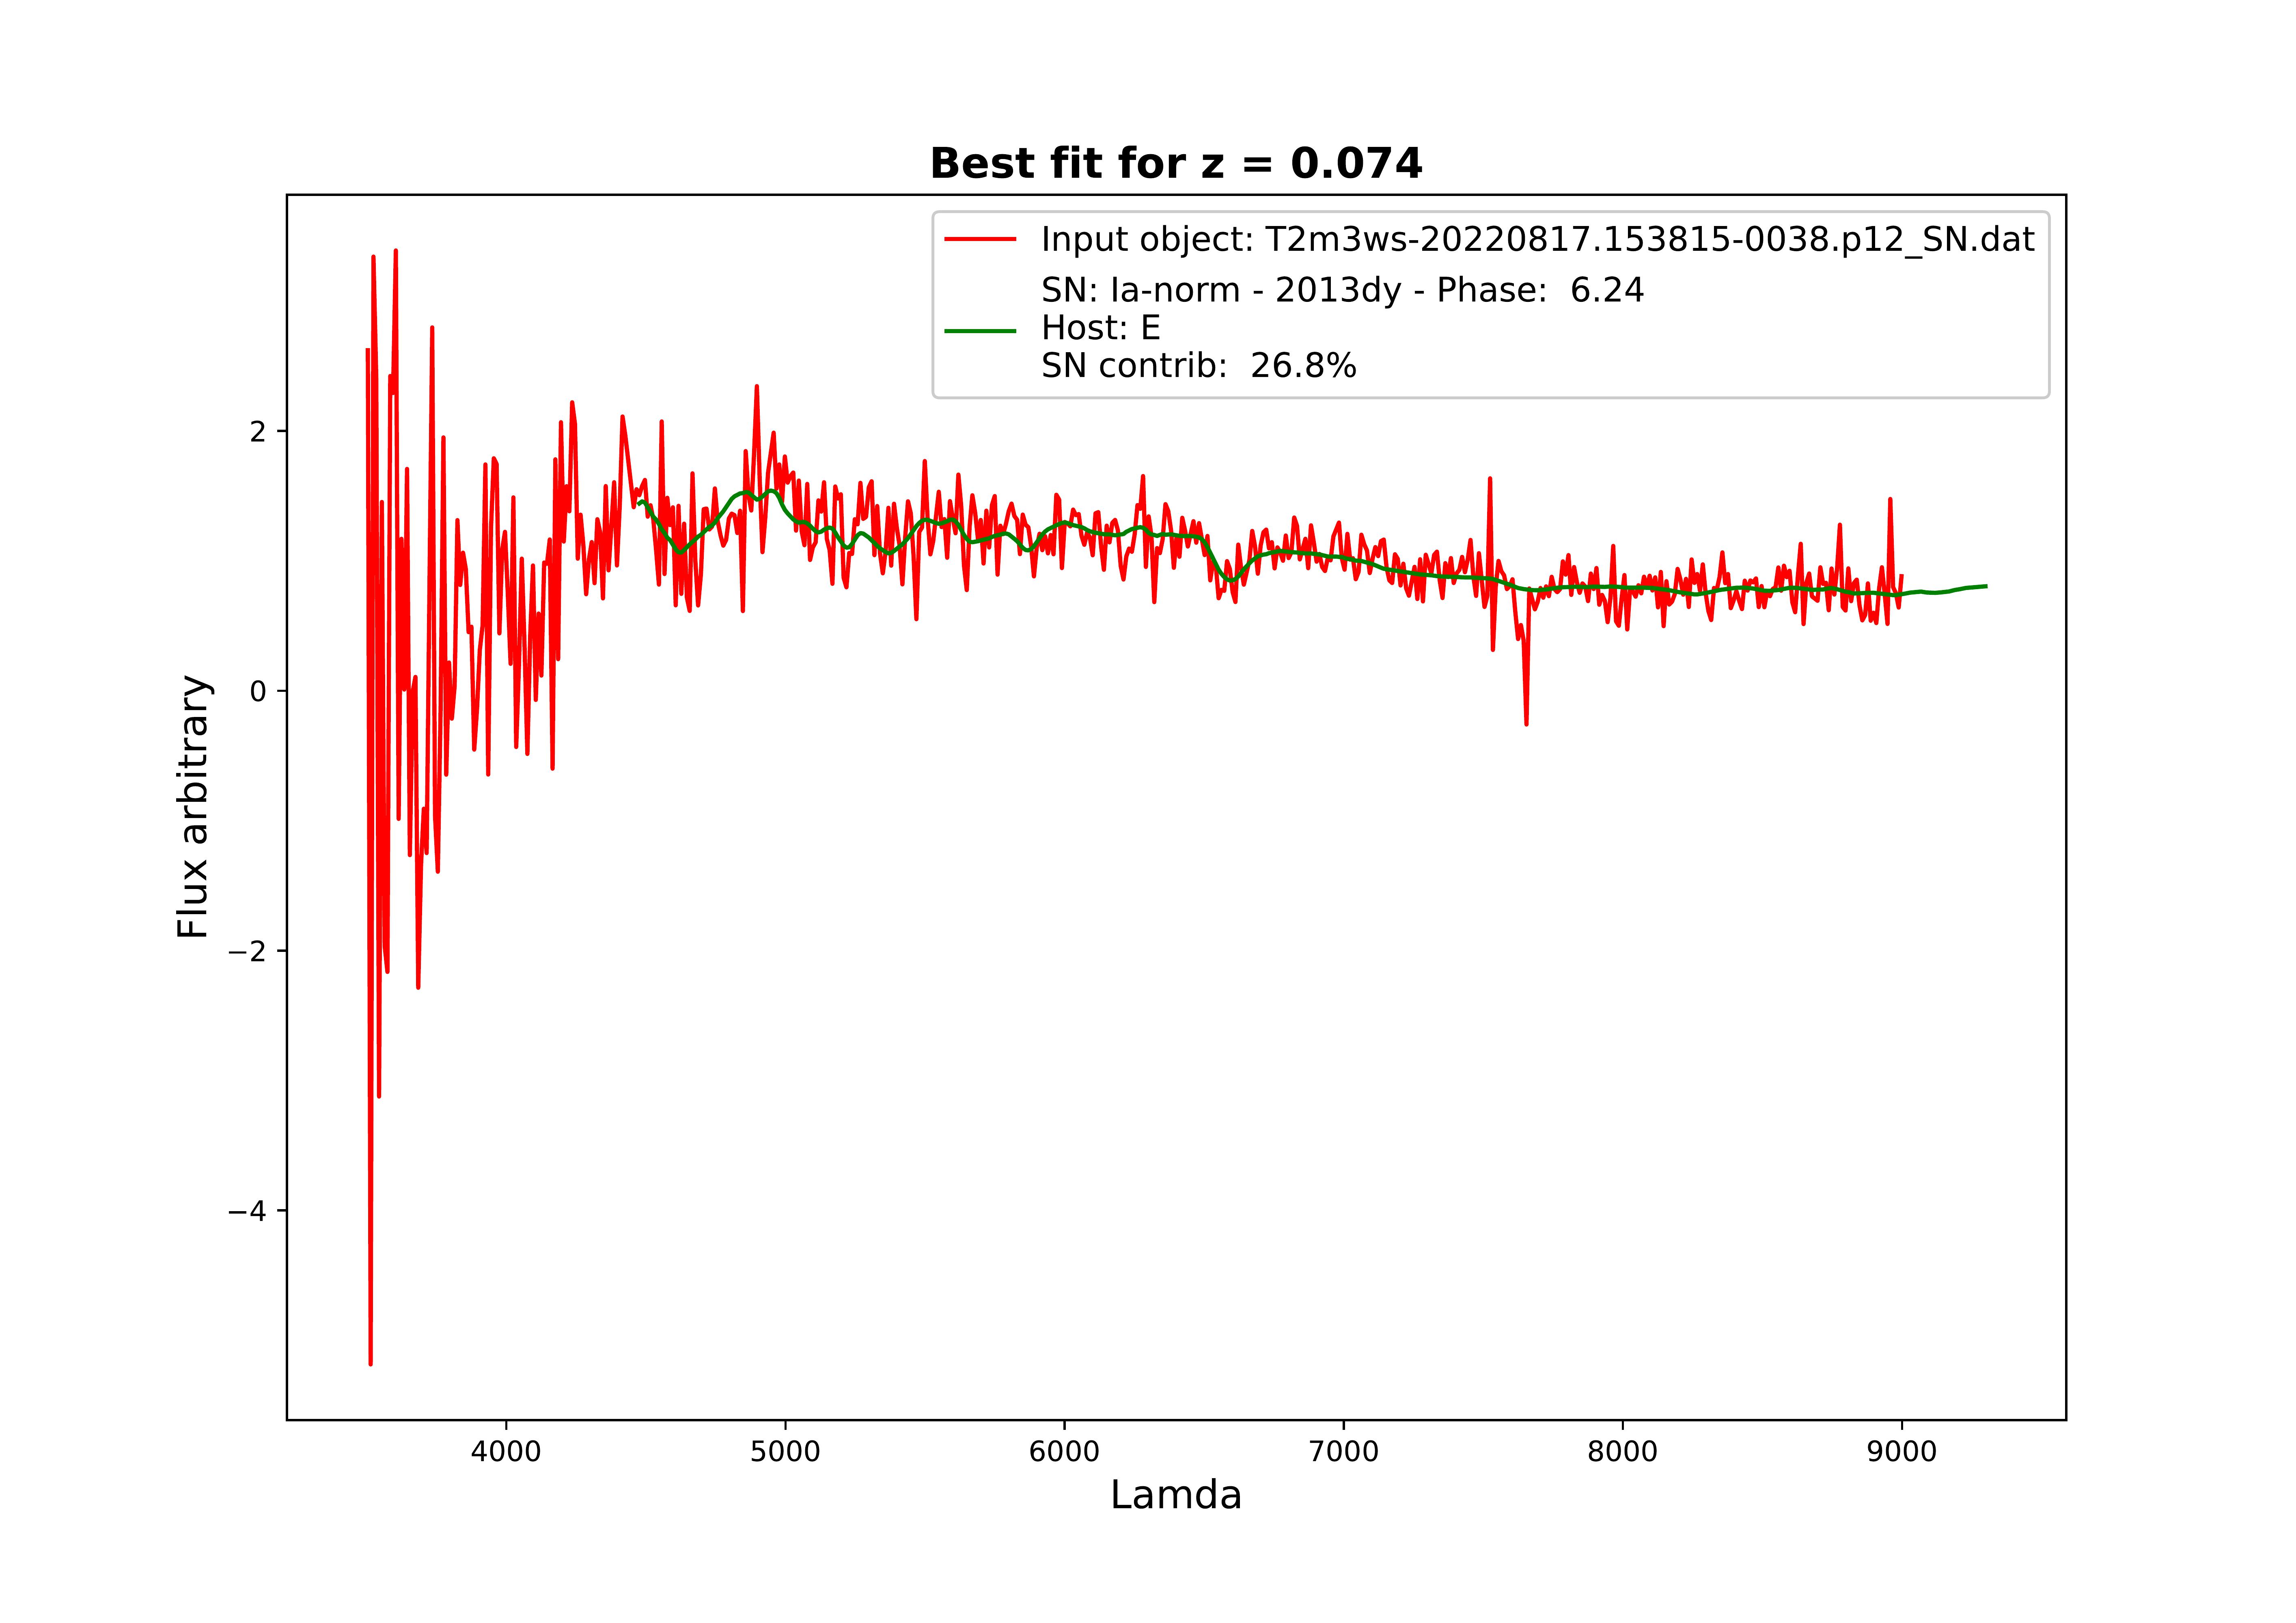 Best fit for z = 0.074
Input object: T2m3ws-20220817.153815-0038.p12_SN.dat
SN: Ia-norm - 2013dy - Phase:  6.24
Host: E
SN contrib:  26.8%
Flux arbitrary
2
0
−2
−4
4000 5000 6000 7000 8000 9000
Lamda